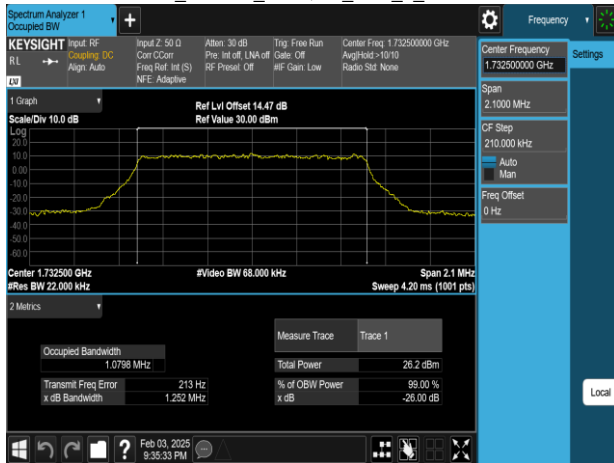 Spectrum Analyzer 1
Occupied BW
+
Frequency
KEYSIGHT
RL
LXI
Input: RF
Coupling: DC
Align: Auto
Input Z: 50 Ω
Corr CCorr
Freq Ref: Int (S)
NFE: Adaptive
Atten: 30 dB
Pre: Int off, LNA off
RF Preset: Off
Trig: Free Run
Gate: Off
#IF Gain: Low
Center Freq: 1.732500000 GHz
Avg|Hold:>10/10
Radio Std: None
Center Frequency
1.732500000 GHz
Settings
Span
2.1000 MHz
CF Step
210.000 kHz
Auto
Man
Freq Offset
0 Hz
1 Graph
Scale/Div 10.0 dB
Ref Lvl Offset 14.47 dB
Ref Value 30.00 dBm
Log
20.0
10.0
0.00
-10.0
-20.0
-30.0
-40.0
-50.0
-60.0
Center 1.732500 GHz
#Video BW 68.000 kHz
Span 2.1 MHz
#Res BW 22.000 kHz
Sweep 4.20 ms (1001 pts)
2 Metrics
Measure Trace Trace 1
Occupied Bandwidth
1.0798 MHz
Total Power 26.2 dBm
Transmit Freq Error 213 Hz
% of OBW Power 99.00 %
x dB Bandwidth 1.252 MHz
x dB -26.00 dB
Local
?
Feb 03, 2025
9:35:33 PM